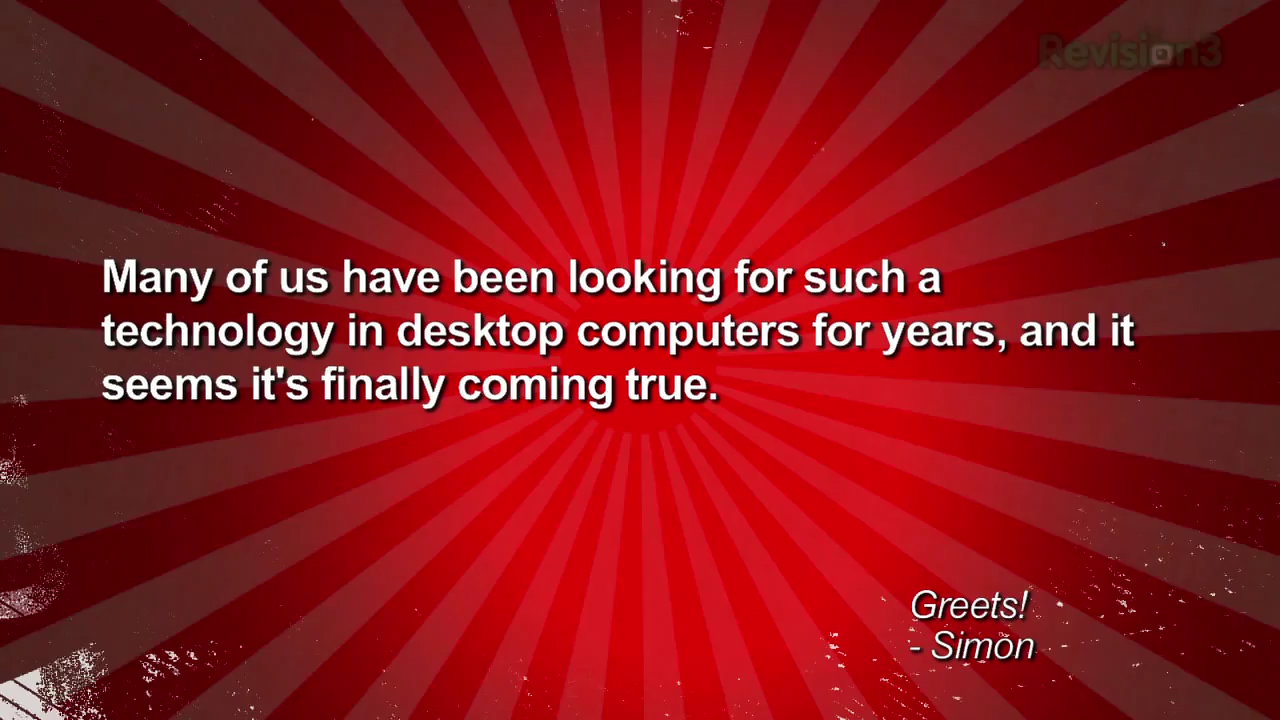 Revision3
Many of us have been looking for such a
technology in desktop computers for years, and it
seems it's finally coming true.
Greets!
- Simon